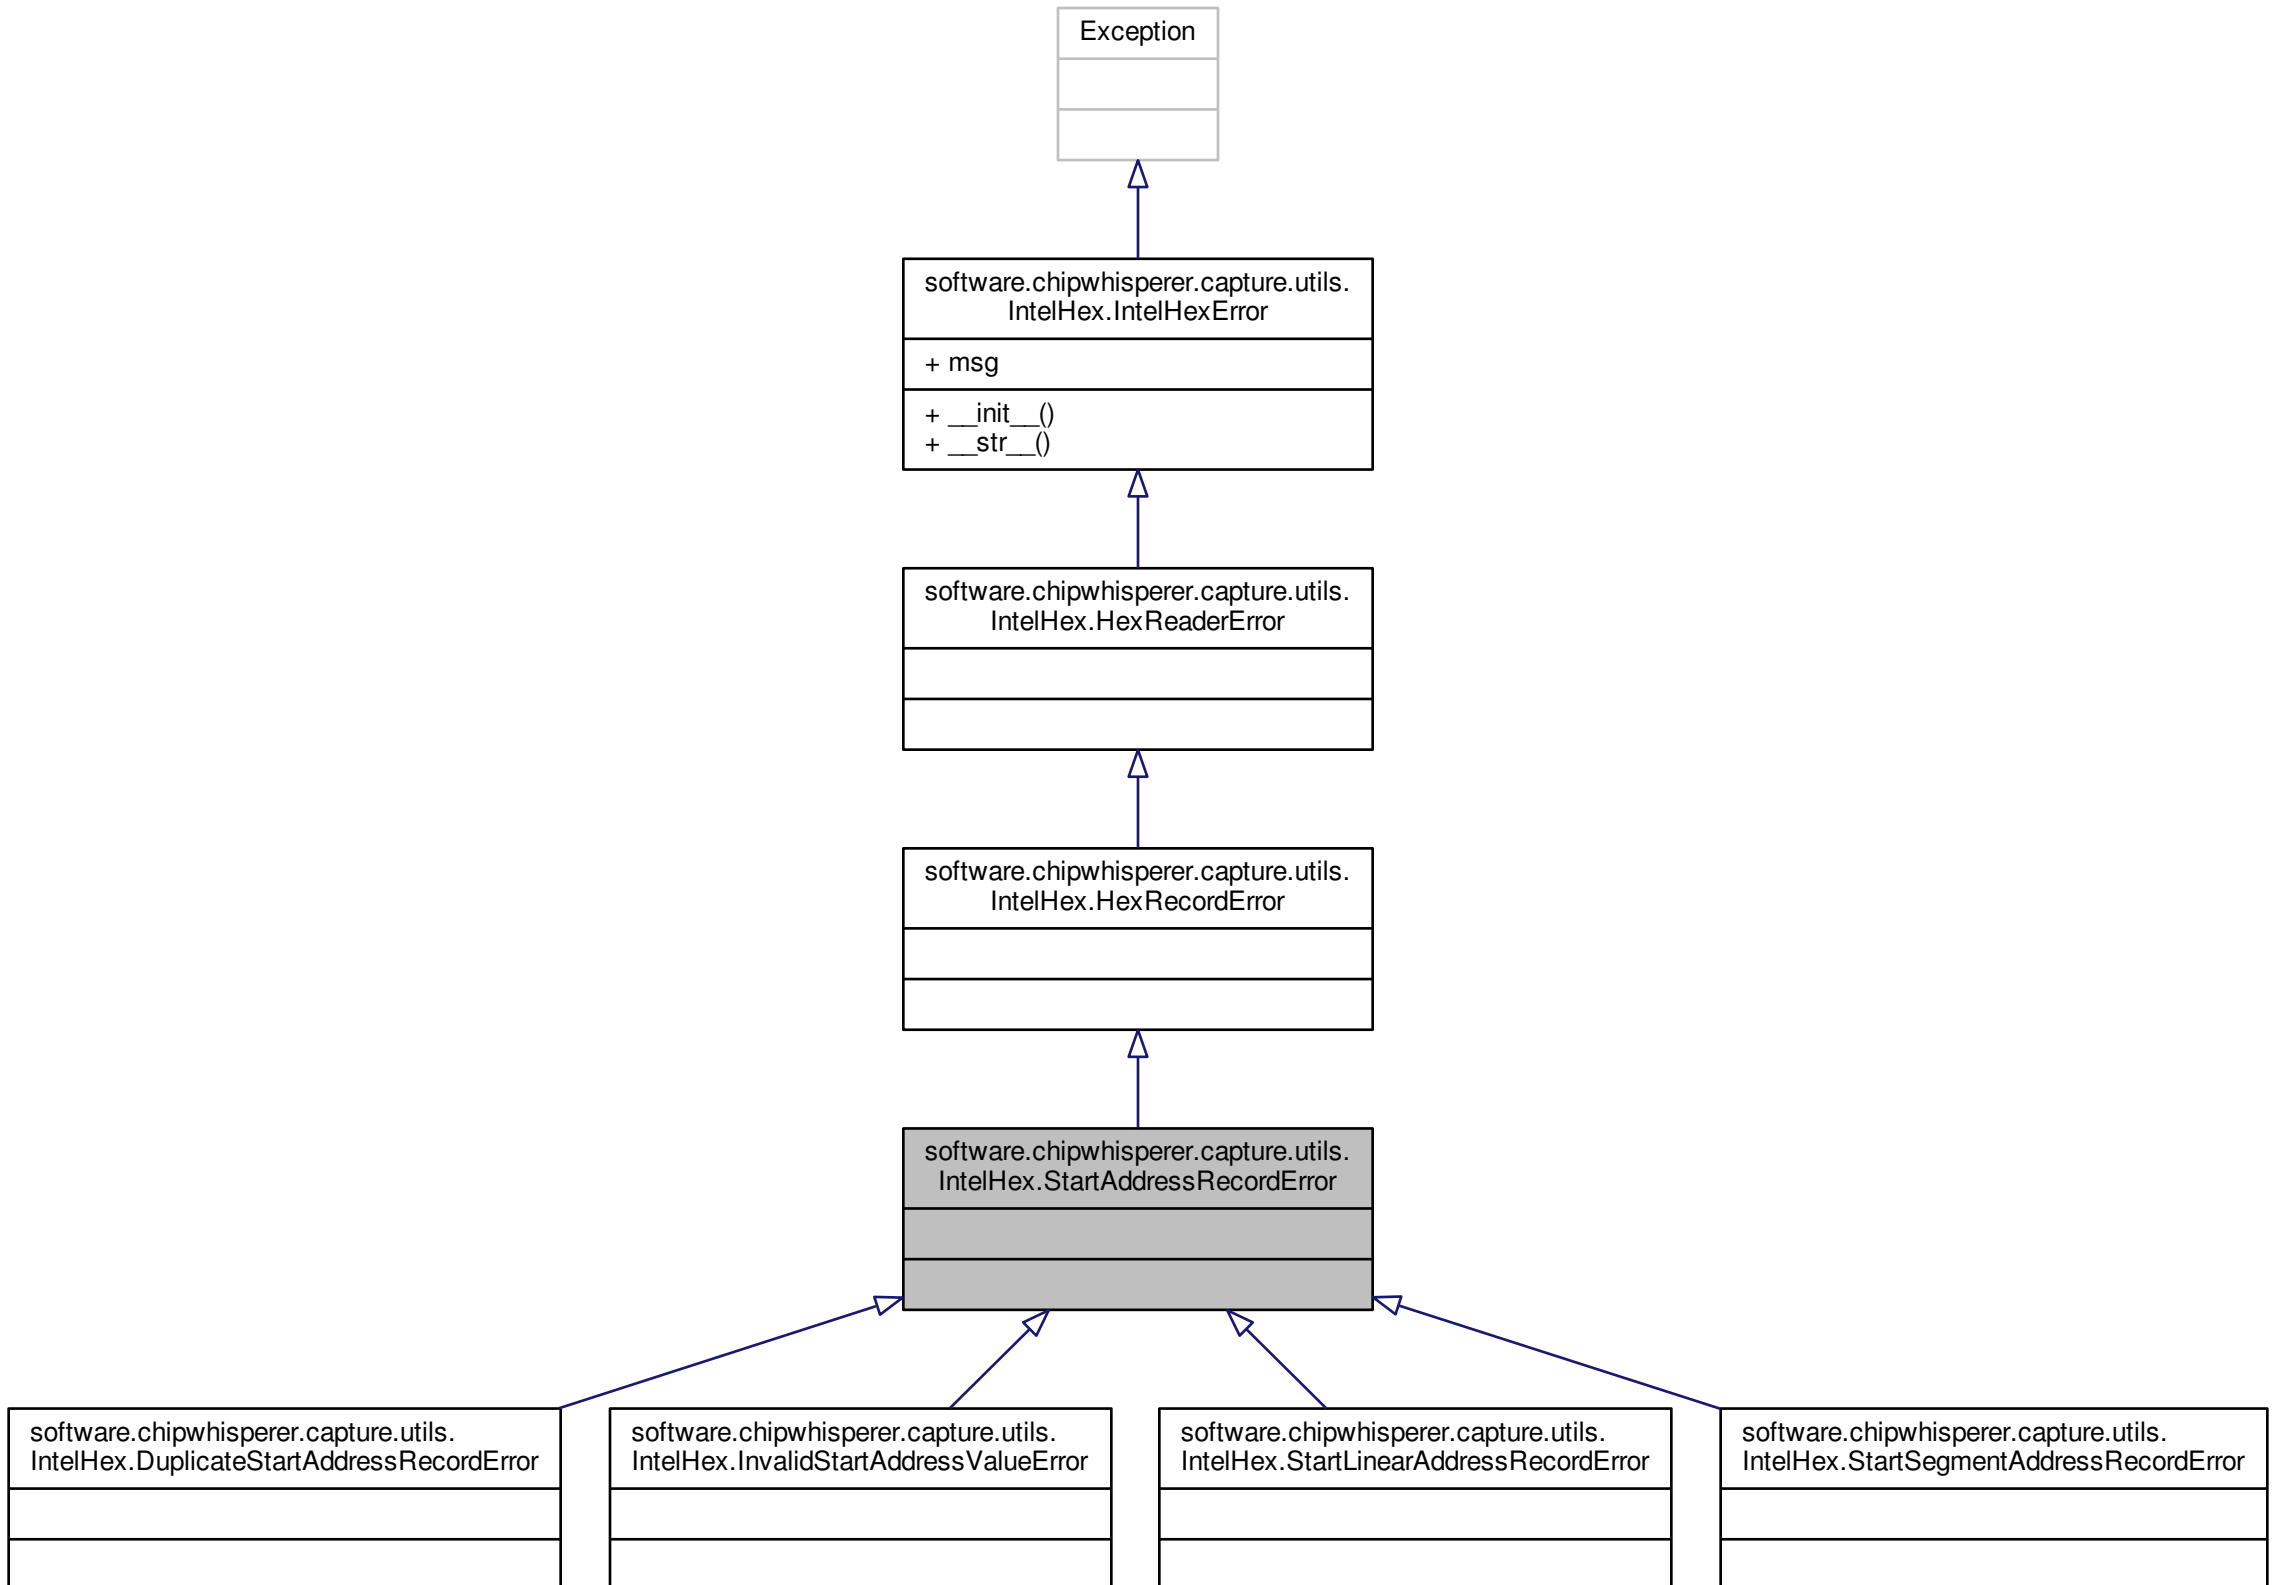 Exception
software.chipwhisperer.capture.utils.
IntelHex.IntelHexError
+ msg
+ __init__()
+ __str__()
software.chipwhisperer.capture.utils.
IntelHex.HexReaderError
software.chipwhisperer.capture.utils.
IntelHex.HexRecordError
software.chipwhisperer.capture.utils.
IntelHex.StartAddressRecordError
software.chipwhisperer.capture.utils.
IntelHex.DuplicateStartAddressRecordError
software.chipwhisperer.capture.utils.
IntelHex.InvalidStartAddressValueError
software.chipwhisperer.capture.utils.
IntelHex.StartLinearAddressRecordError
software.chipwhisperer.capture.utils.
IntelHex.StartSegmentAddressRecordError